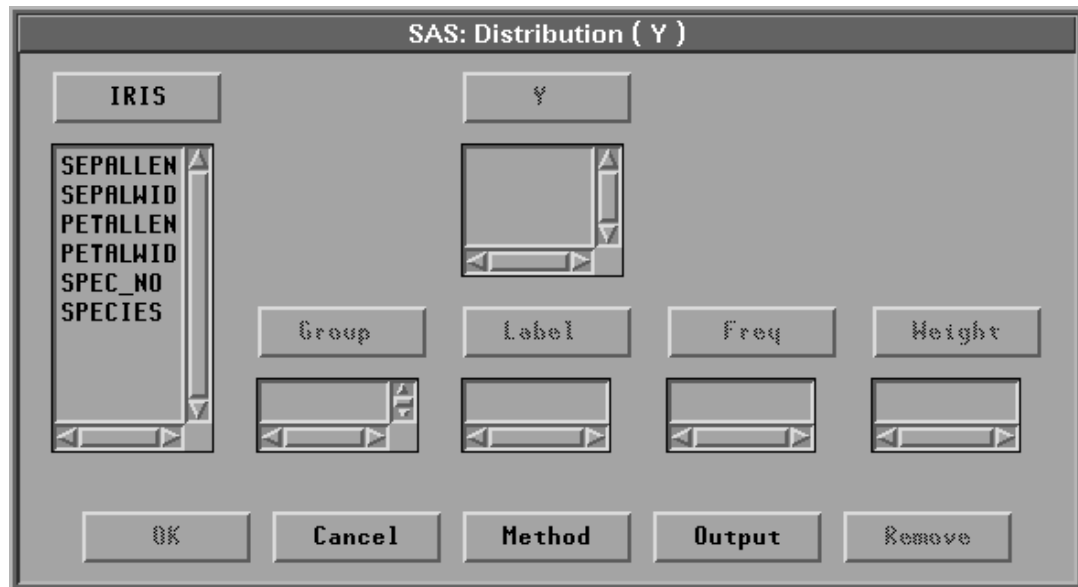 SAS: Distribution ( Y )
IRIS
Y
SEPALLEN
SEPALWID
PETALLEN
PETALWID
SPEC_NO
SPECIES
Group
Label
Freq
Weight
OK
Cancel
Method
Output
Remove